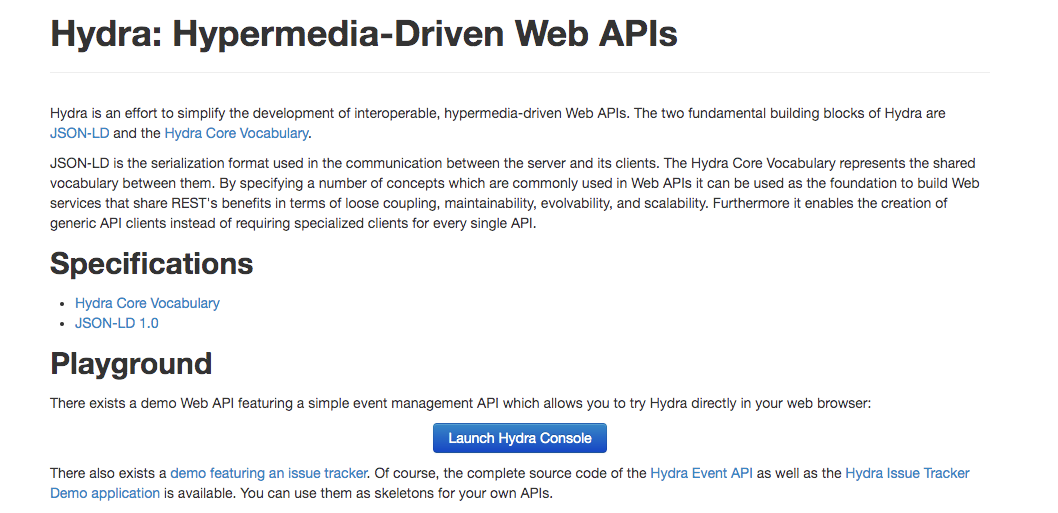 Hydra: Hypermedia-Driven Web APIs
Hydra is an effort to simplify the development of interoperable, hypermedia-driven Web APIs. The two fundamental building blocks of Hydra are
JSON-LD and the Hydra Core Vocabulary.
JSON-LD is the serialization format used in the communication between the server and its clients. The Hydra Core Vocabulary represents the shared
vocabulary between them. By specifying a number of concepts which are commonly used in Web APIs it can be used as the foundation to build Web
services that share REST's benefits in terms of loose coupling, maintainability, evolvability, and scalability. Furthermore it enables the creation of
generic API clients instead of requiring specialized clients for every single API.
Specifications
• Hydra Core Vocabulary
• JSON-LD 1.0
Playground
There exists a demo Web API featuring a simple event management API which allows you to try Hydra directly in your web browser:
Launch Hydra Console
There also exists a demo featuring an issue tracker. Of course, the complete source code of the Hydra Event API as well as the Hydra Issue Tracker
Demo application is available. You can use them as skeletons for your own APIs.